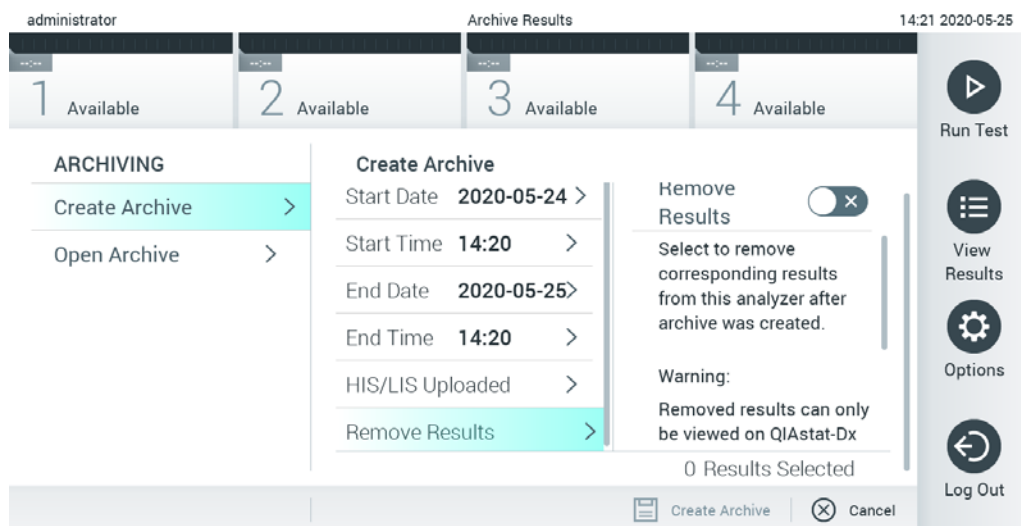 administrator
Archive Results
14:21 2020-05-25
--:--
1 Available
--:--
2 Available
--:--
3 Available
--:--
4 Available
Run Test
View
Results
Options
Log Out
ARCHIVING
Create Archive
Open Archive
Create Archive
Start Date 2020-05-24
Start Time 14:20
End Date 2020-05-25
End Time 14:20
HIS/LIS Uploaded
Remove Results
Remove
Results
Select to remove
corresponding results
from this analyzer after
archive was created.
Warning:
Removed results can only
be viewed on QIAstat-Dx
0 Results Selected
Create Archive
Cancel